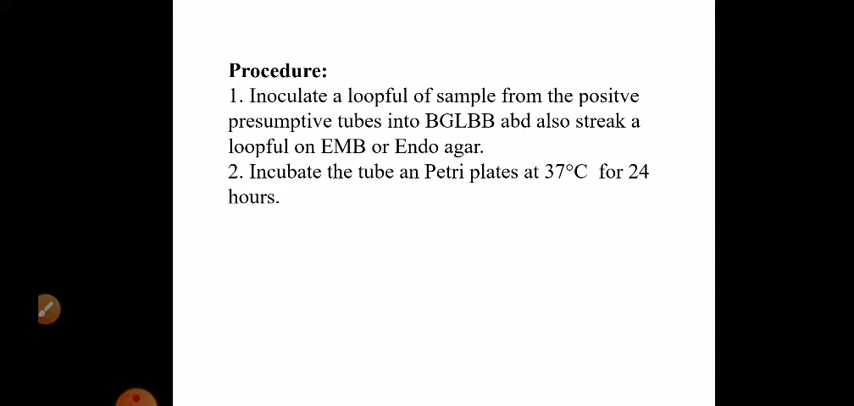 Procedure:
1. Inoculate a loopful of sample from the positve
presumptive tubes into BGLBB abd also streak a
loopful on EMB or Endo agar.
2. Incubate the tube an Petri plates at 37°C  for 24
hours.